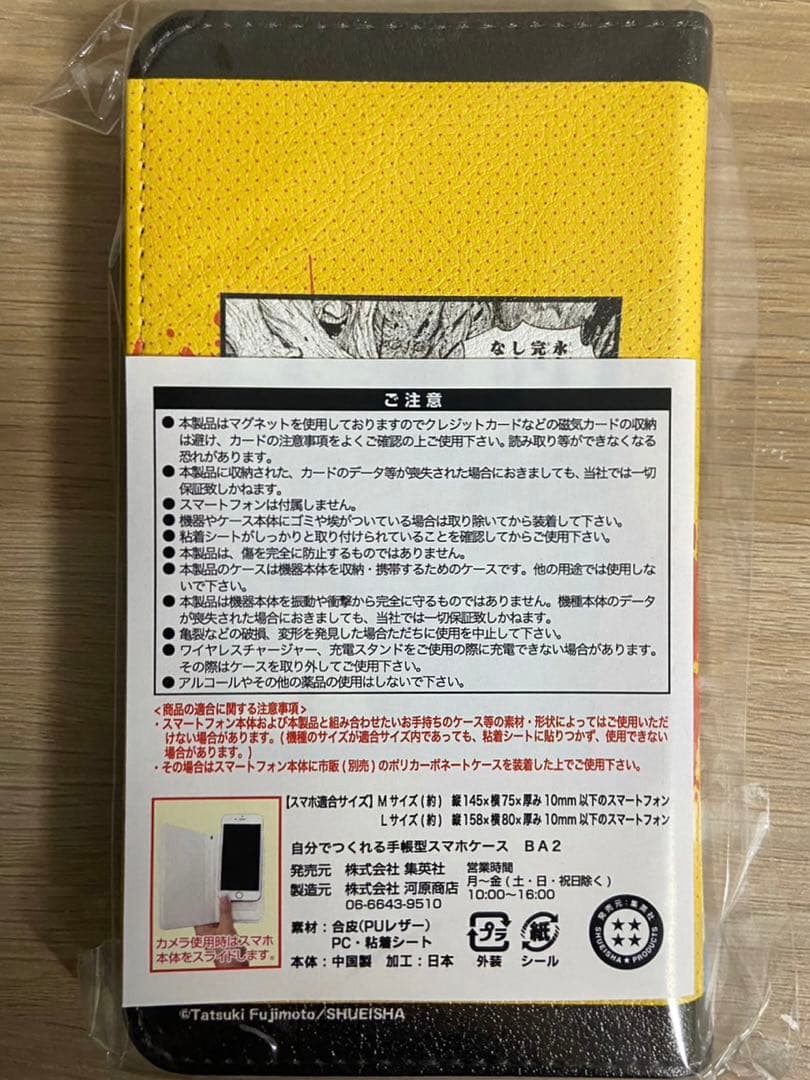 永
完
しな
ご注意
● 本製品はマグネットを使用しておりますのでクレジットカードなどの磁気カードの収納
は避け、カードの注意事項をよくご確認の上ご使用下さい。読み取り等ができなくなる
恐れがあります。
● 本製品に収納された、カードのデータ等が喪失された場合におきましても、当社では一切
保証致しかねます。
● スマートフォンは付属しません。
● 機器やケース本体にゴミや埃がついている場合は取り除いてから装着して下さい。
● 粘着シートがしっかりと取り付けられていることを確認してからご使用下さい。
● 本製品は、傷を完全に防止するものではありません。
● 本製品のケースは機器本体を収納・携帯するためのケースです。他の用途では使用しな
いで下さい。
● 本製品は機器本体を振動や衝撃から完全に守るものではありません。機種本体のデータ
が喪失された場合におきましても、当社では一切保証致しかねます。
● 亀裂などの破損、変形を発見した場合ただちに使用を中止して下さい。
● ワイヤレスチャージャー、充電スタンドをご使用の際に充電できない場合があります。
その際はケースを取り外してご使用下さい。
● アルコールやその他の薬品の使用はしないで下さい。
<商品の適合に関する注意事項>
・スマートフォン本体および本製品と組み合わせたいお手持ちのケース等の素材・形状によってはご使用いただ
けない場合があります。(機種のサイズが適合サイズ内であっても、粘着シートに貼りつかず、使用できない
場合があります。)
・その場合はスマートフォン本体に市販(別売)のポリカーボネートケースを装着した上でご使用下さい。
【スマホ適合サイズ】Mサイズ(約) 縦145×横75×厚み10mm以下のスマートフォン
Lサイズ(約) 縦158×横80×厚み10mm以下のスマートフォン
自分でつくれる手帳型スマホケース BA2
発売元 株式会社 集英社
製造元 株式会社 河原商店
06-6643-9510
営業時間
月〜金(土・日・祝日除く)
10:00〜16:00
素材:合皮(PUレザー)
PC・粘着シート
本体:中国製 加工:日本
プラ
外装
紙
シール
発売元:集英社
SHUEISHA PRODUCTS
カメラ使用時はスマホ
本体をスライドします。
©Tatsuki Fujimoto/SHUEISHA